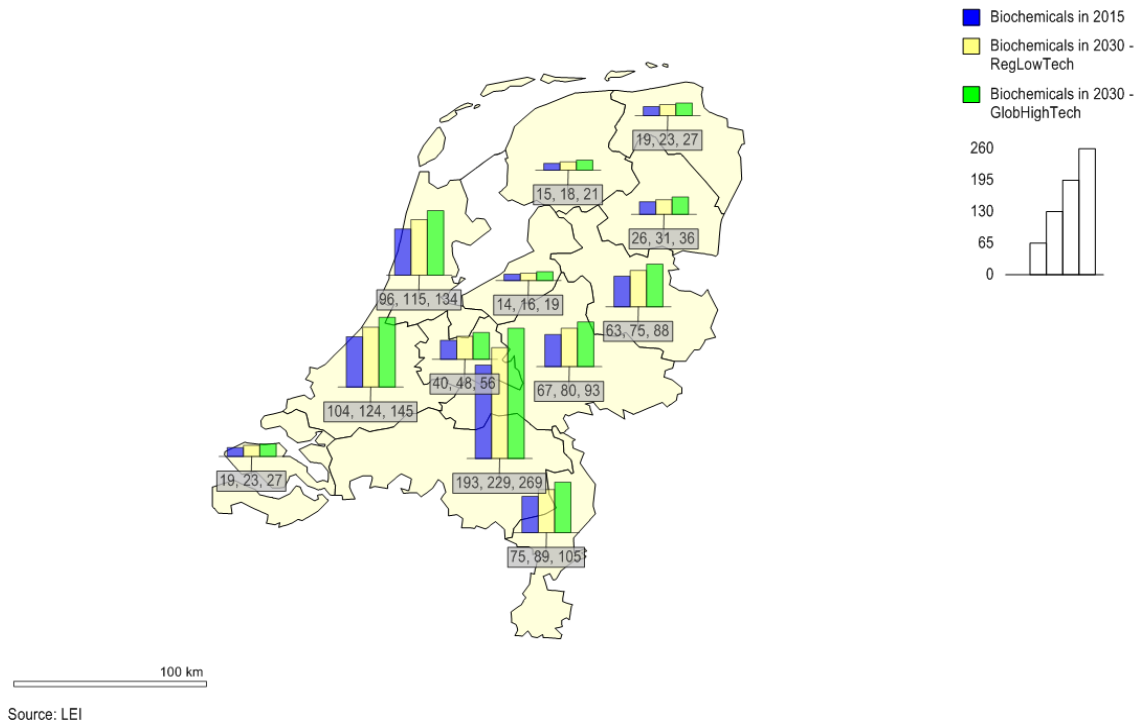 Biochemicals in 2015
Biochemicals in 2030 -
RegLowTech
Biochemicals in 2030 -
GlobHighTech
260
195
130
65
0
19, 23, 27
15, 18, 21
26, 31, 36
96, 115, 134
14, 16, 19
63, 75, 88
40, 48, 56
67, 80, 93
104, 124, 145
19, 23, 27
193, 229, 269
75, 89, 105
100 km
Source: LEI